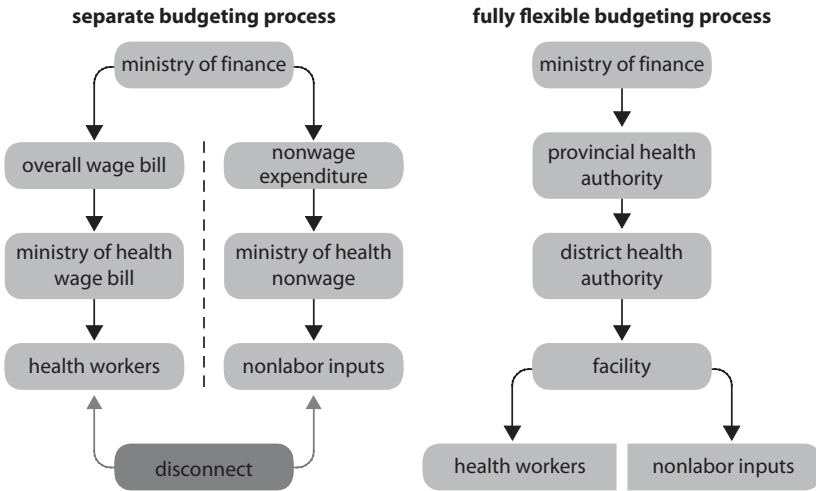 separate budgeting process
ministry of finance
overall wage bill
nonwage
expenditure
ministry of health
wage bill
ministry of health
nonwage
health workers
nonlabor inputs
disconnect
fully flexible budgeting process
ministry of finance
provincial health
authority
district health
authority
facility
health workers
nonlabor inputs